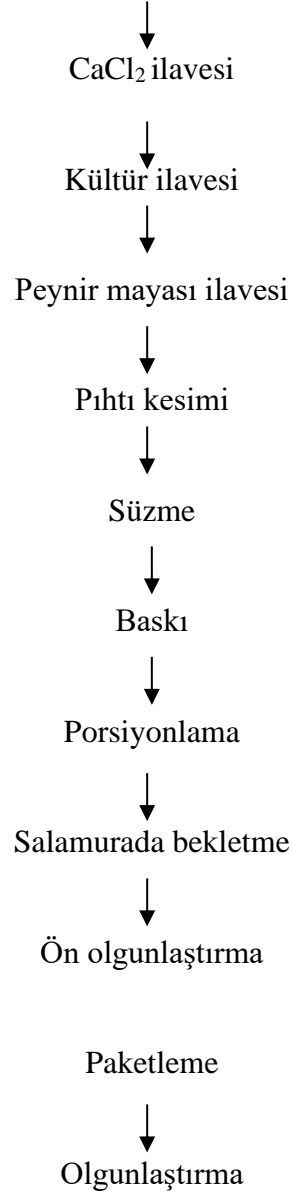 CaCl₂ ilavesi
Kültür ilavesi
Peynir mayası ilavesi
Pıhtı kesimi
Süzme
Baskı
Porsiyonlama
Salamurada bekletme
Ön olgunlaştırma
Paketleme
Olgunlaştırma